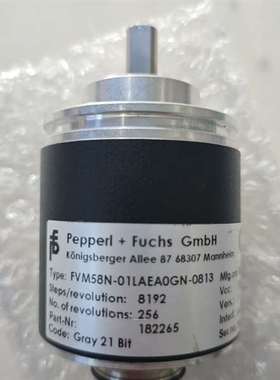 Pepperl + Fuchs GmbH
Königsberger Allee 87 68307 Mannheim
Type: FVM58N-01LAEA0GN-0813
Steps/revolution: 8192
No. of revolutions: 256
Part-Nr: 182265
Code: Gray 21 Bit